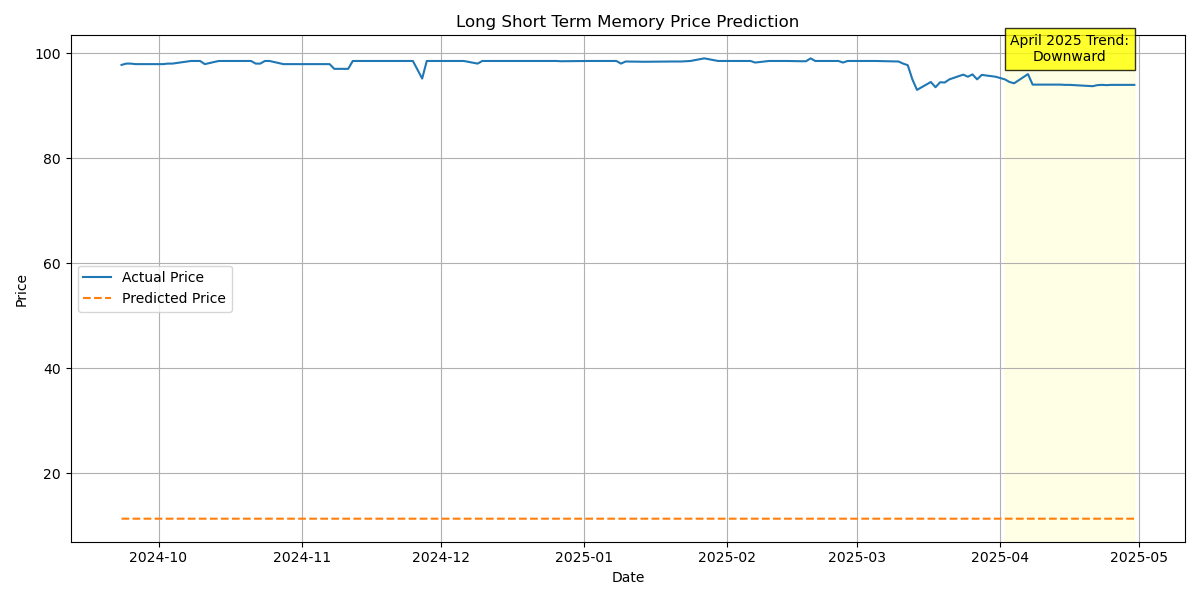 Long Short Term Memory Price Prediction
April 2025 Trend:
Downward
100
80
60
40
20
Price
Actual Price
Predicted Price
2024-10
2024-11
2024-12
2025-01
2025-02
2025-03
2025-04
2025-05
Date